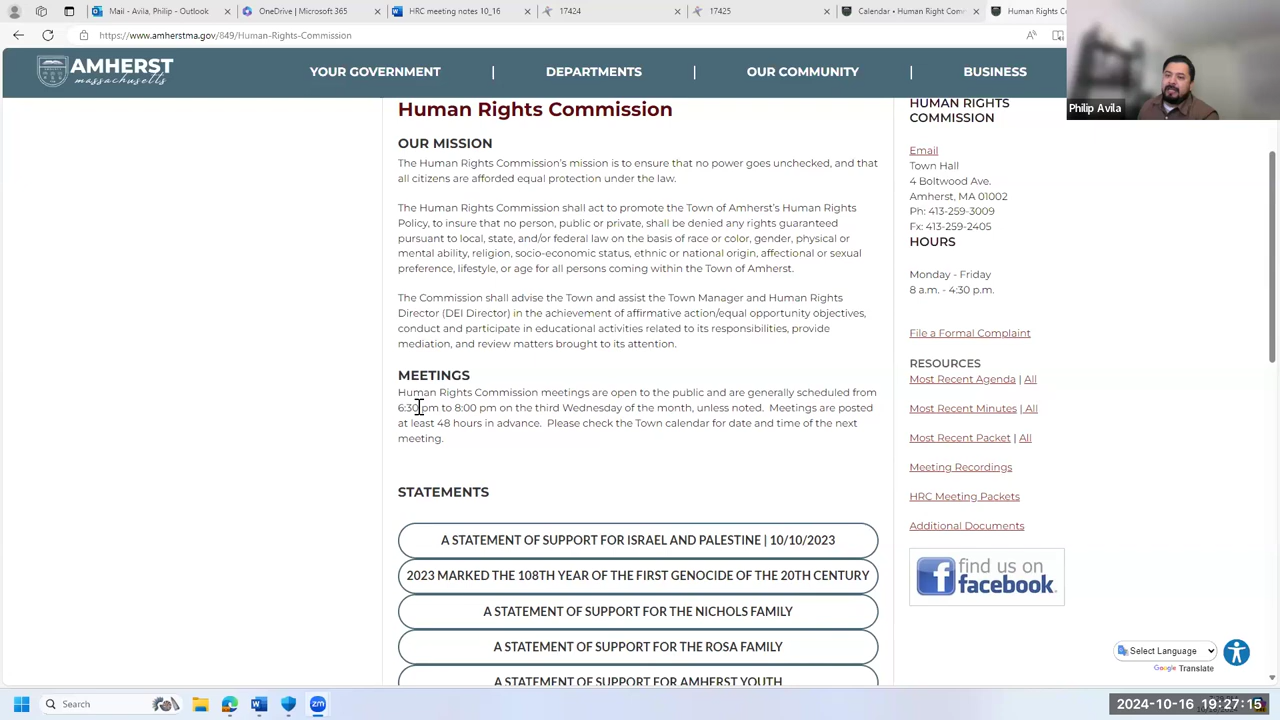 Mail - Avila, Philip - Outlook
OneDrive | Microsoft 365
HRC meeting notes 10_16
17424
17425
Calendar • Human Rights Com
Human Rights Co
https://www.amherstma.gov/849/Human-Rights-Commission
AMHERST
massachusetts
YOUR GOVERNMENT
DEPARTMENTS
OUR COMMUNITY
BUSINESS
Philip Avila
Human Rights Commission
OUR MISSION
The Human Rights Commission's mission is to ensure that no power goes unchecked, and that
all citizens are afforded equal protection under the law.
The Human Rights Commission shall act to promote the Town of Amherst's Human Rights
Policy, to insure that no person, public or private, shall be denied any rights guaranteed
pursuant to local, state, and/or federal law on the basis of race or color, gender, physical or
mental ability, religion, socio-economic status, ethnic or national origin, affectional or sexual
preference, lifestyle, or age for all persons coming within the Town of Amherst.
The Commission shall advise the Town and assist the Town Manager and Human Rights
Director (DEI Director) in the achievement of affirmative action/equal opportunity objectives,
conduct and participate in educational activities related to its responsibilities, provide
mediation, and review matters brought to its attention.
MEETINGS
Human Rights Commission meetings are open to the public and are generally scheduled from
6:30 pm to 8:00 pm on the third Wednesday of the month, unless noted. Meetings are posted
at least 48 hours in advance. Please check the Town calendar for date and time of the next
meeting.
STATEMENTS
A STATEMENT OF SUPPORT FOR ISRAEL AND PALESTINE | 10/10/2023
2023 MARKED THE 108TH YEAR OF THE FIRST GENOCIDE OF THE 20TH CENTURY
A STATEMENT OF SUPPORT FOR THE NICHOLS FAMILY
A STATEMENT OF SUPPORT FOR THE ROSA FAMILY
A STATEMENT OF SUPPORT FOR AMHERST YOUTH
HUMAN RIGHTS
COMMISSION
Email
Town Hall
4 Boltwood Ave.
Amherst, MA 01002
Ph: 413-259-3009
Fx: 413-259-2405
HOURS
Monday - Friday
8 a.m. - 4:30 p.m.
File a Formal Complaint
RESOURCES
Most Recent Agenda | All
Most Recent Minutes | All
Most Recent Packet | All
Meeting Recordings
HRC Meeting Packets
Additional Documents
find us on
facebook.
Select Language
Google Translate
Search
2024-10-16 19:27:15